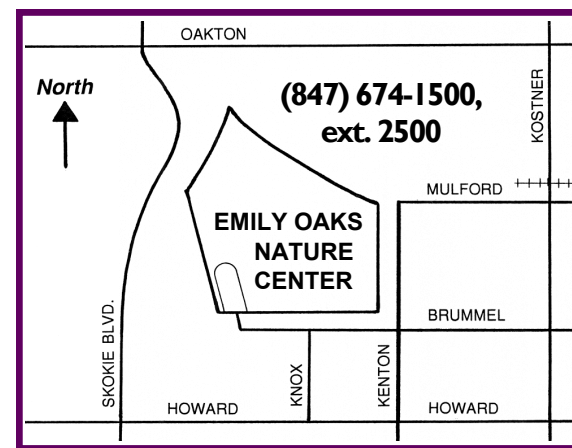 OAKTON
North
(847) 674-1500,
ext. 2500
KOSTNER
MULFORD
EMILY OAKS
NATURE
CENTER
SKOKIE BLVD.
BRUMMEL
KNOX
KENTON
HOWARD
HOWARD